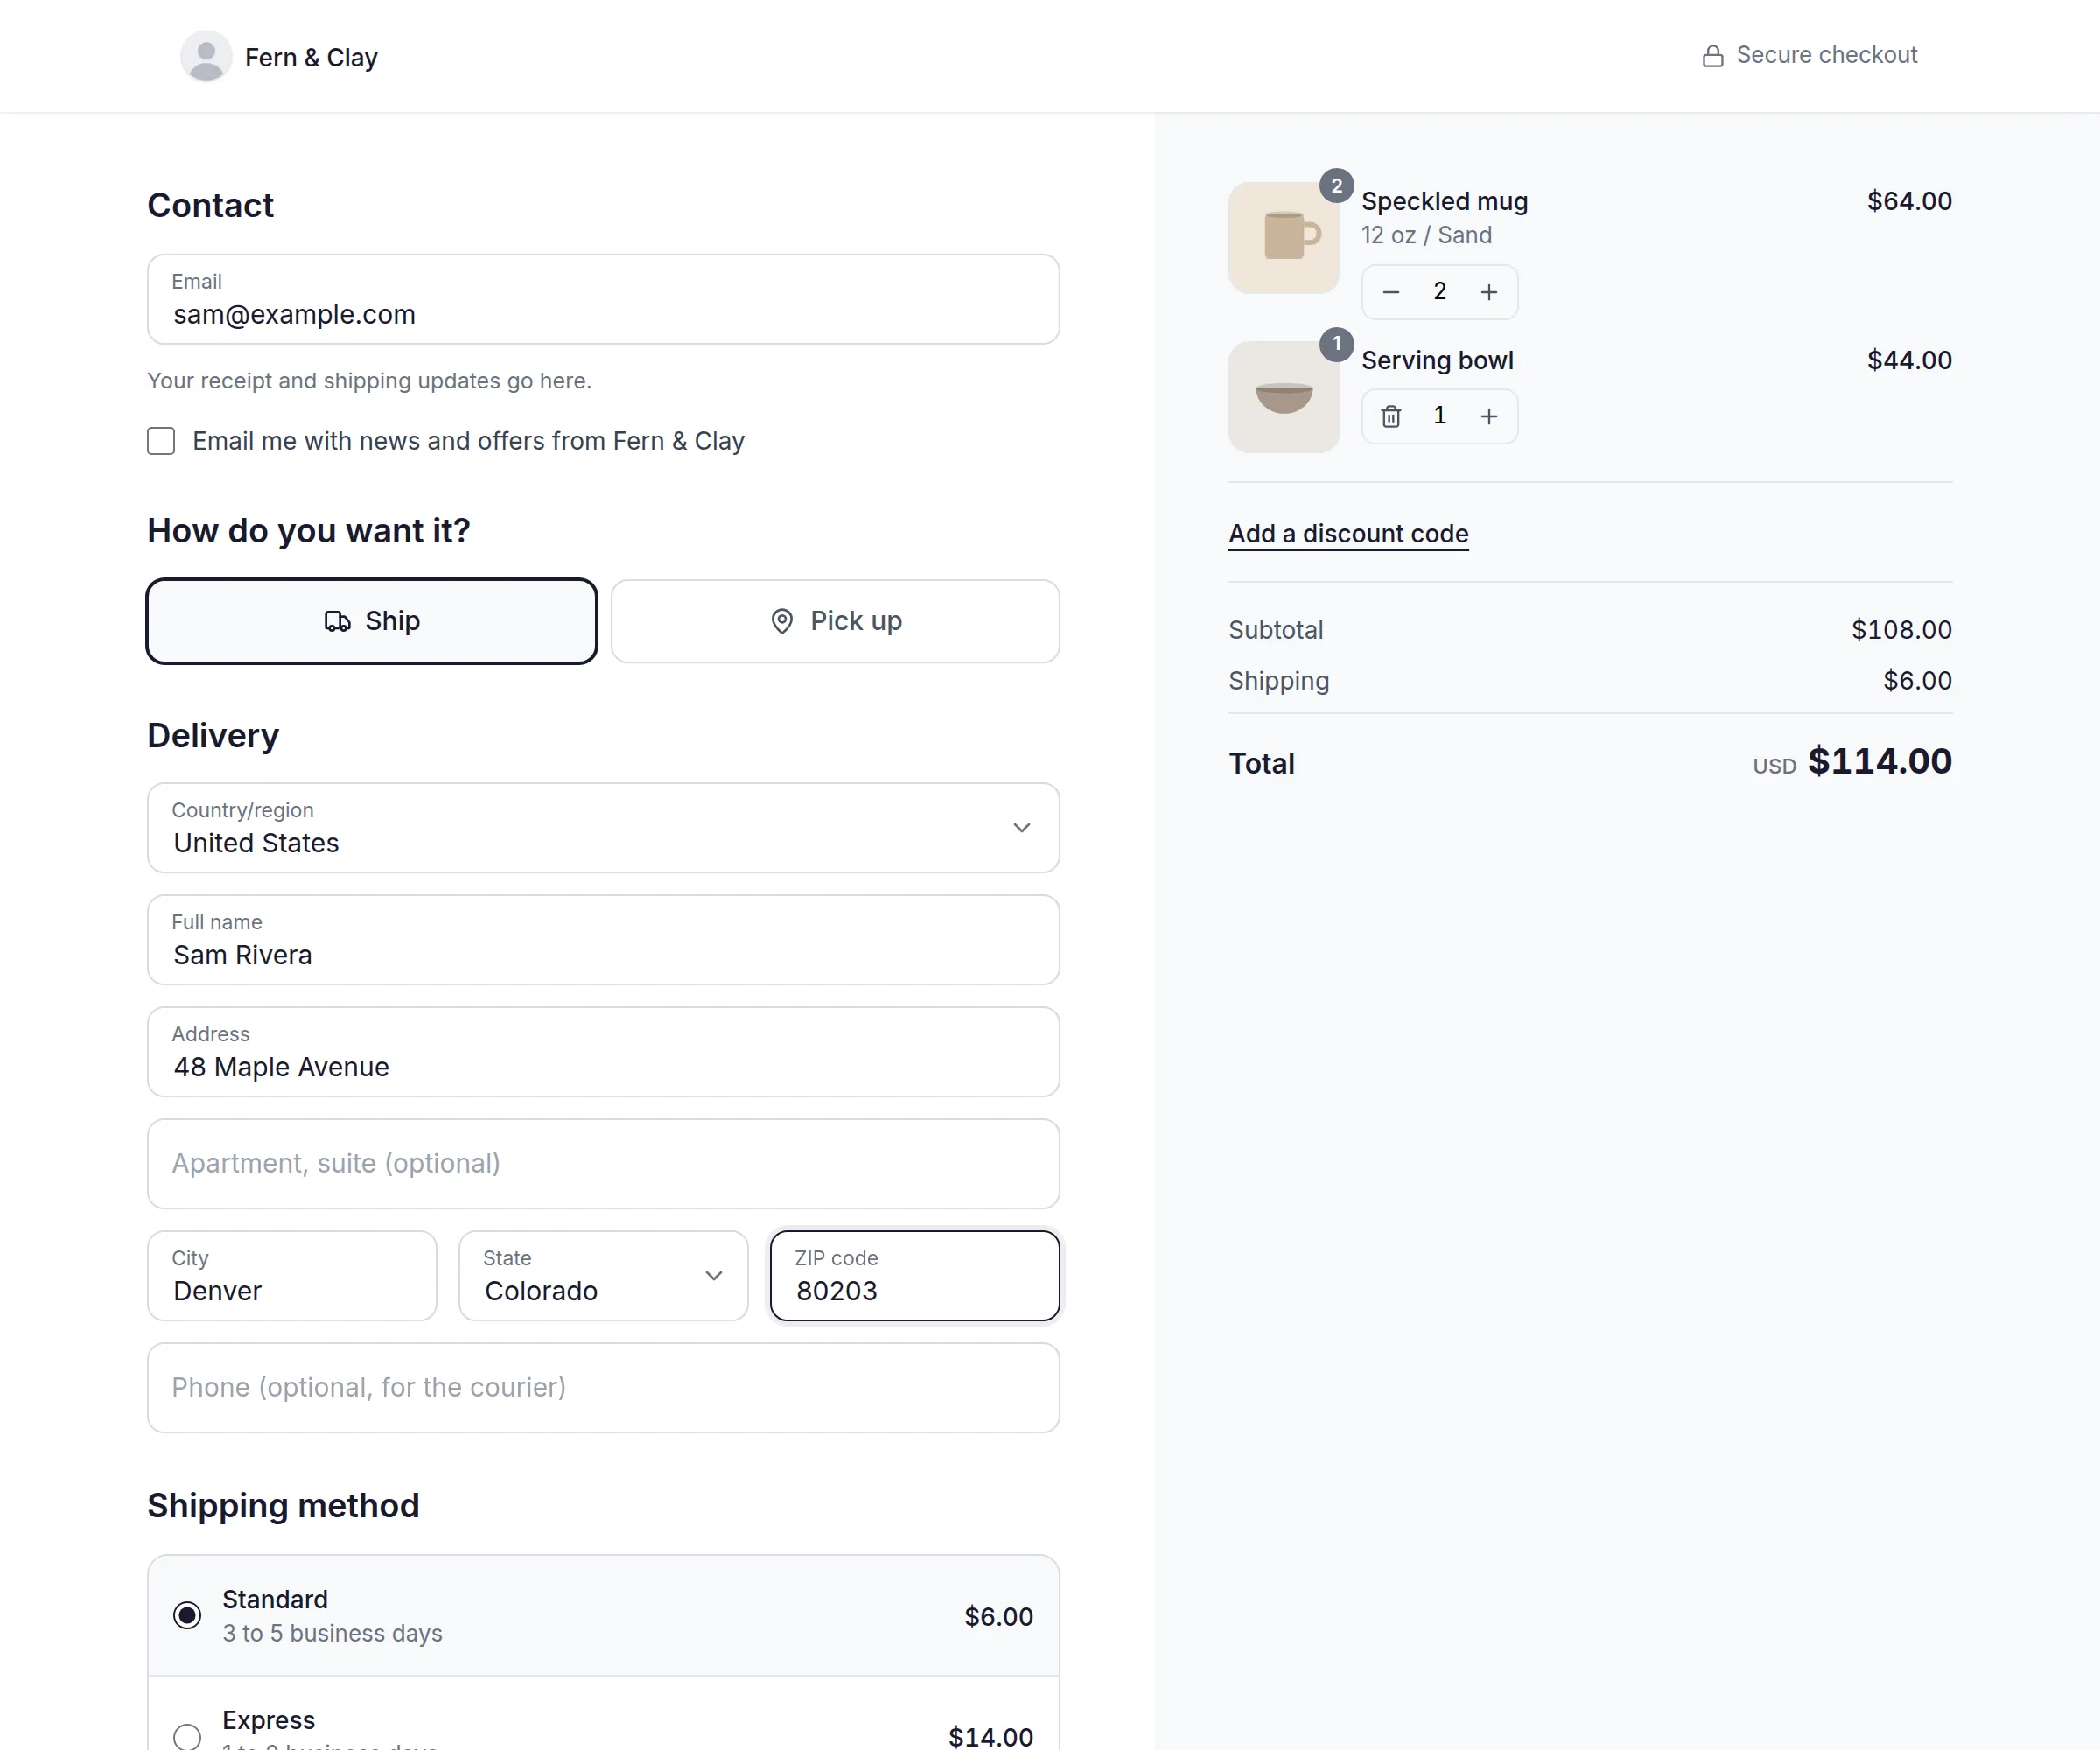 Fern & Clay
Secure checkout
Contact
Email
sam@example.com
Your receipt and shipping updates go here.
Email me with news and offers from Fern & Clay
How do you want it?
Ship
Pick up
Delivery
Country/region
United States
Full name
Sam Rivera
Address
48 Maple Avenue
Apartment, suite (optional)
City
Denver
State
Colorado
ZIP code
80203
Phone (optional, for the courier)
Shipping method
Standard
$6.00
3 to 5 business days
Express
$14.00
2
Speckled mug
$64.00
12 oz / Sand
2
1
Serving bowl
$44.00
1
Add a discount code
Subtotal
$108.00
Shipping
$6.00
Total
USD $114.00